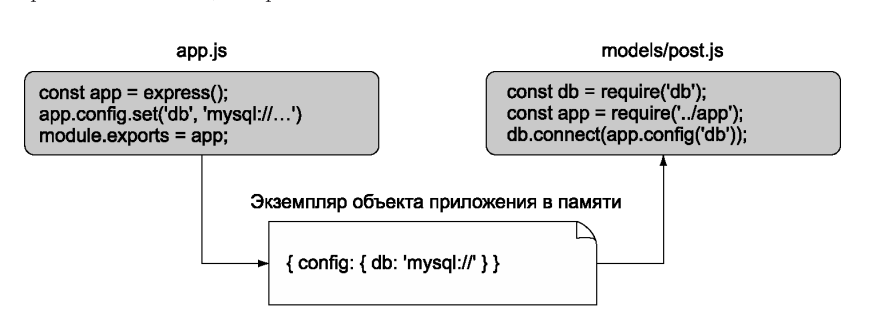 app.js
const app = express();
app.config.set('db', 'mysql://…')
module.exports = app;
models/post.js
const db = require('db');
const app = require('../app');
db.connect(app.config('db'));
Экземпляр объекта приложения в памяти
{ config: { db: 'mysql://' } }